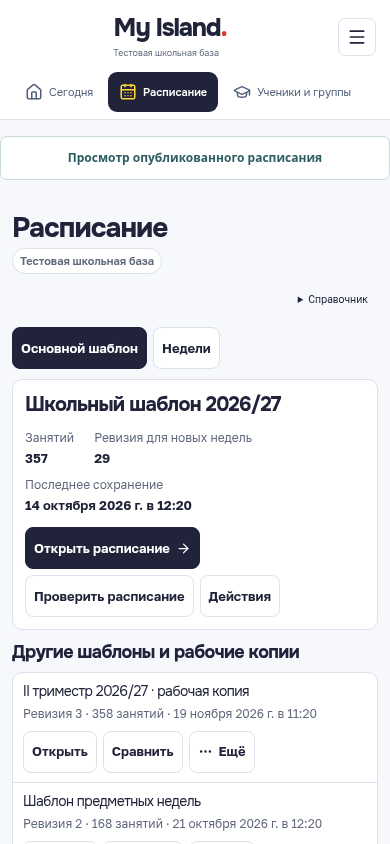 My Island.
Тестовая школьная база
Сегодня
Расписание
Ученики и группы
Просмотр опубликованного расписания
Расписание
Тестовая школьная база
▶ Справочник
Основной шаблон
Недели
Школьный шаблон 2026/27
Занятий
Ревизия для новых недель
357
29
Последнее сохранение
14 октября 2026 г. в 12:20
Открыть расписание →
Проверить расписание
Действия
Другие шаблоны и рабочие копии
II триместр 2026/27 · рабочая копия
Ревизия 3 · 358 занятий · 19 ноября 2026 г. в 11:20
Открыть
Сравнить
··· Ещё
Шаблон предметных недель
Ревизия 2 · 168 занятий · 21 октября 2026 г. в 12:20